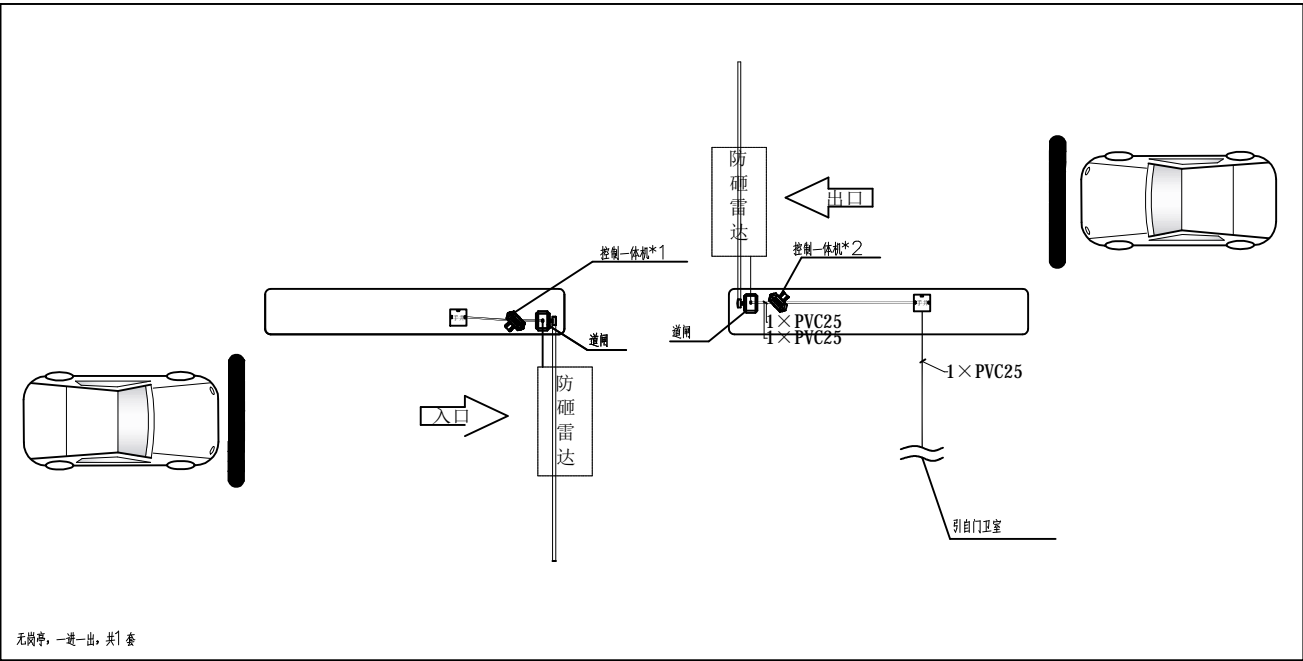 防
砸
雷
达
出口
控制一体机*1
控制一体机*2
道闸
道闸
1×PVC25
1×PVC25
1×PVC25
防
砸
雷
达
入口
引自门卫室
无岗亭，一进一出，共1 套